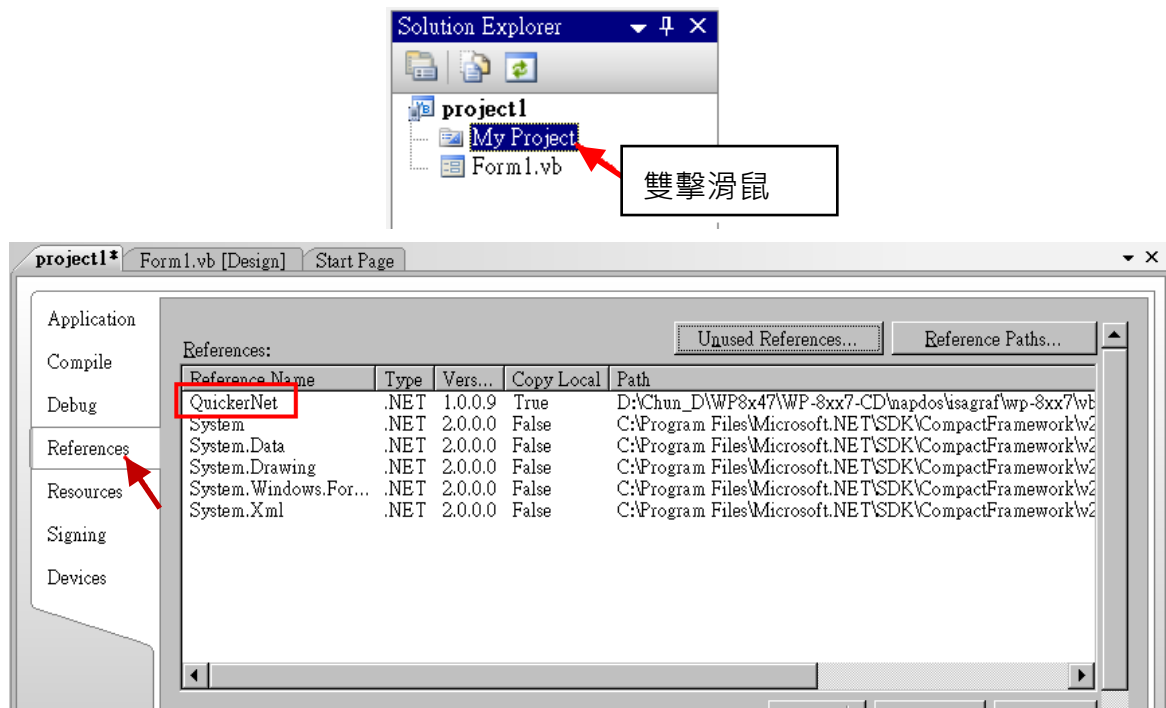 Solution Explorer
project1
My Project
Form1.vb
雙擊滑鼠
project1* Form1.vb [Design] Start Page
Application
Compile
Debug
References
Resources
Signing
Devices
Unused References... Reference Paths...
References:
Reference Name Type Vers... Copy Local Path
QuickerNet .NET 1.0.0.9 True D:\Chun_D\WP8x47\WP-8xx7-CD\napdos\isagraf\wp-8xx7\vb
System .NET 2.0.0.0 False C:\Program Files\Microsoft.NET\SDK\CompactFramework\v2
System.Data .NET 2.0.0.0 False C:\Program Files\Microsoft.NET\SDK\CompactFramework\v2
System.Drawing .NET 2.0.0.0 False C:\Program Files\Microsoft.NET\SDK\CompactFramework\v2
System.Windows.For... .NET 2.0.0.0 False C:\Program Files\Microsoft.NET\SDK\CompactFramework\v2
System.Xml .NET 2.0.0.0 False C:\Program Files\Microsoft.NET\SDK\CompactFramework\v2